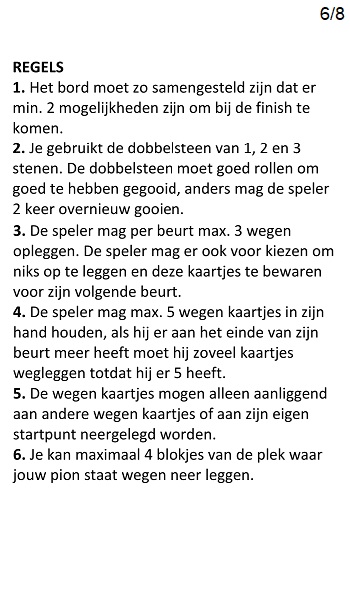 6/8
REGELS
1. Het bord moet zo samengesteld zijn dat er
min. 2 mogelijkheden zijn om bij de finish te
komen.
2. Je gebruikt de dobbelsteen van 1, 2 en 3
stenen. De dobbelsteen moet goed rollen om
goed te hebben gegooid, anders mag de speler
2 keer overnieuw gooien.
3. De speler mag per beurt max. 3 wegen
opleggen. De speler mag er ook voor kiezen om
niks op te leggen en deze kaartjes te bewaren
voor zijn volgende beurt.
4. De speler mag max. 5 wegen kaartjes in zijn
hand houden, als hij er aan het einde van zijn
beurt meer heeft moet hij zoveel kaartjes
wegleggen totdat hij er 5 heeft.
5. De wegen kaartjes mogen alleen aanliggend
aan andere wegen kaartjes of aan zijn eigen
startpunt neergelegd worden.
6. Je kan maximaal 4 blokjes van de plek waar
jouw pion staat wegen neer leggen.